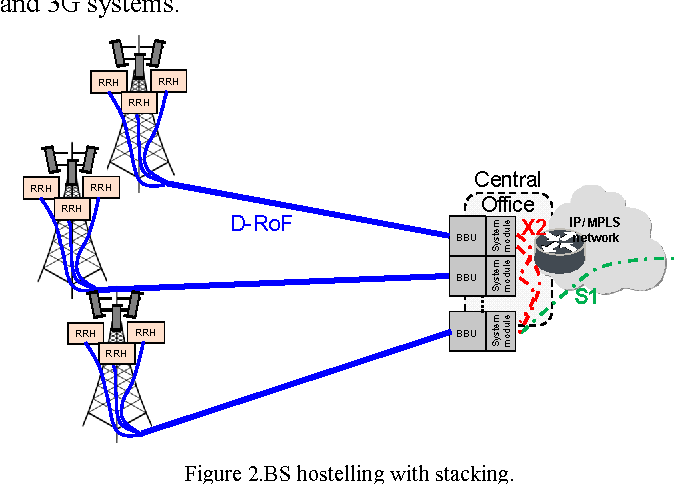 and 3G systems.
RRH
RRH
RRH
RRH
RRH
RRH
RRH
RRH
RRH
D-RoF
Central
Office
BBU
System
module
BBU
System
module
BBU
System
module
X2
IP/MPLS
network
S1
Figure 2.BS hostelling with stacking.